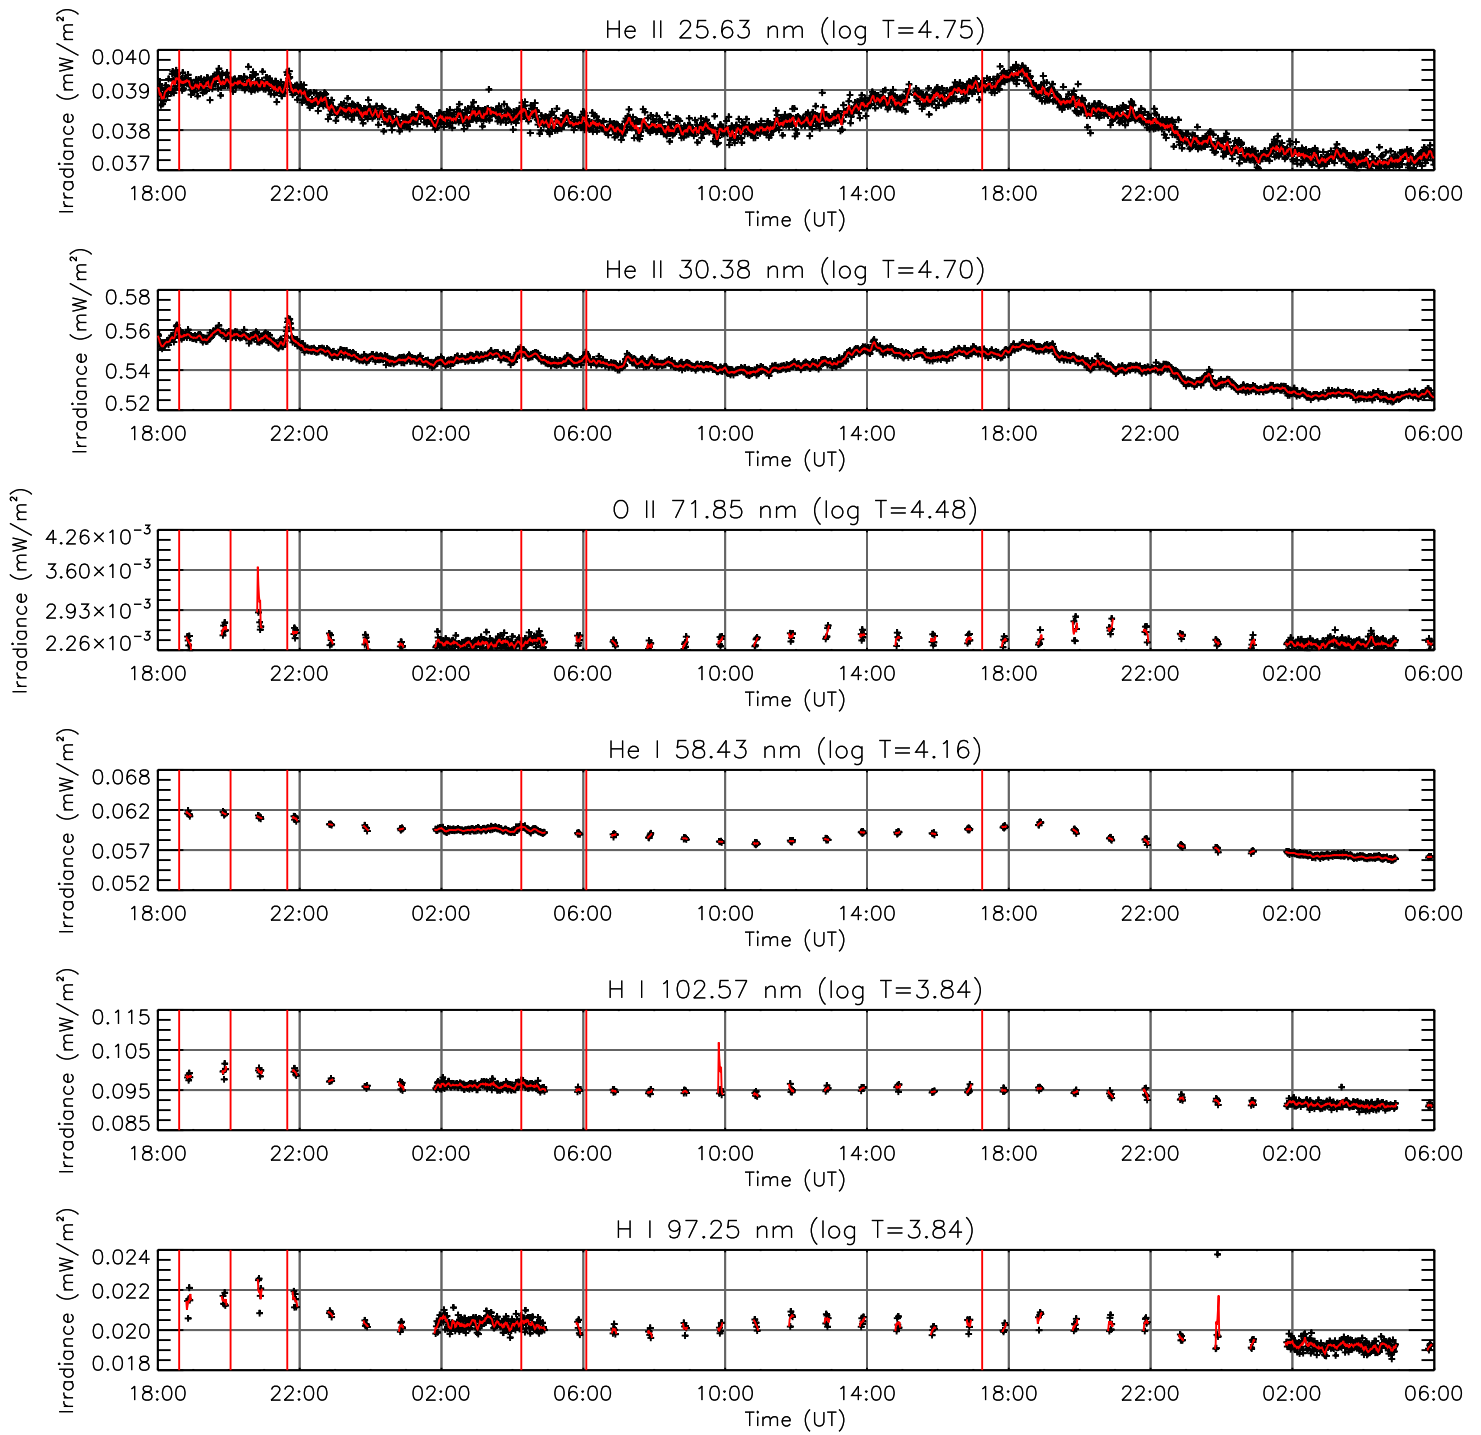 He II 25.63 nm (log T=4.75)
Irradiance (mW/m²)
0.040
0.039
0.038
0.037
18:00 22:00 02:00 06:00 10:00 14:00 18:00 22:00 02:00 06:00
Time (UT)
He II 30.38 nm (log T=4.70)
Irradiance (mW/m²)
0.58
0.56
0.54
0.52
18:00 22:00 02:00 06:00 10:00 14:00 18:00 22:00 02:00 06:00
Time (UT)
O II 71.85 nm (log T=4.48)
Irradiance (mW/m²)
4.26×10⁻³
3.60×10⁻³
2.93×10⁻³
2.26×10⁻³
18:00 22:00 02:00 06:00 10:00 14:00 18:00 22:00 02:00 06:00
Time (UT)
He I 58.43 nm (log T=4.16)
Irradiance (mW/m²)
0.068
0.062
0.057
0.052
18:00 22:00 02:00 06:00 10:00 14:00 18:00 22:00 02:00 06:00
Time (UT)
H I 102.57 nm (log T=3.84)
Irradiance (mW/m²)
0.115
0.105
0.095
0.085
18:00 22:00 02:00 06:00 10:00 14:00 18:00 22:00 02:00 06:00
Time (UT)
H I 97.25 nm (log T=3.84)
Irradiance (mW/m²)
0.024
0.022
0.020
0.018
18:00 22:00 02:00 06:00 10:00 14:00 18:00 22:00 02:00 06:00
Time (UT)